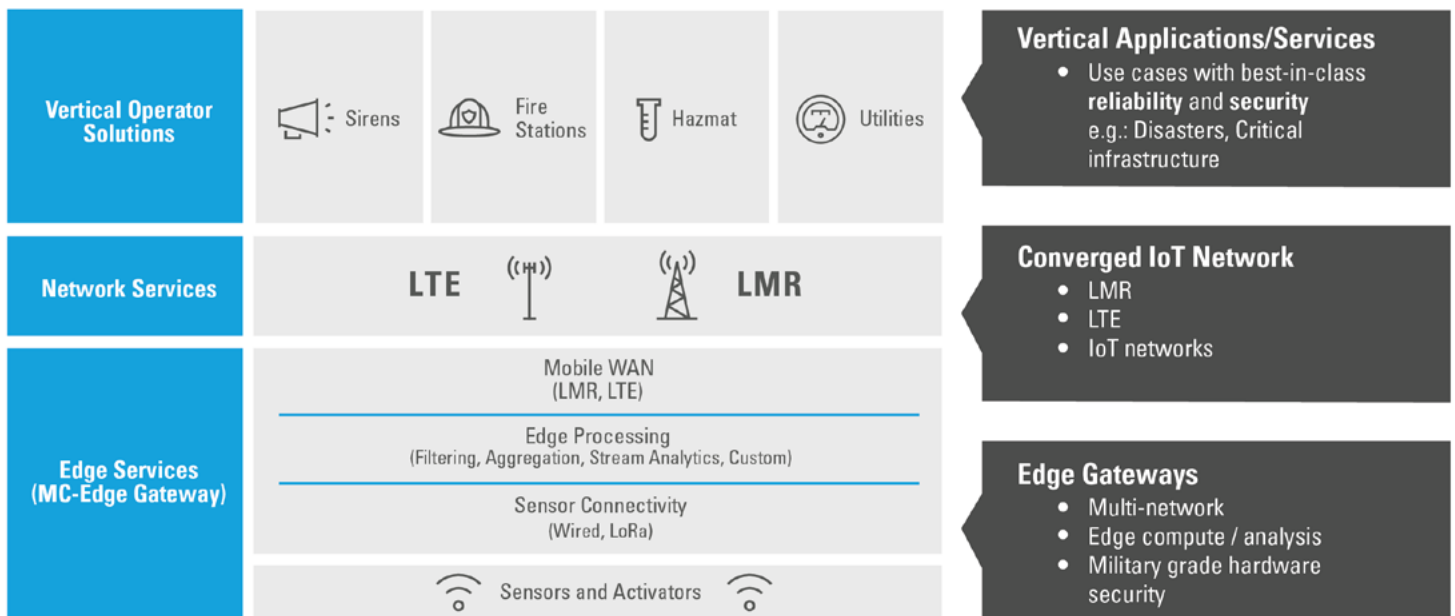 Vertical Operator
Solutions
Sirens
Fire
Stations
Hazmat
Utilities
Vertical Applications/Services
• Use cases with best-in-class
reliability and security
e.g.: Disasters, Critical
infrastructure
Network Services
LTE
LMR
Converged IoT Network
• LMR
• LTE
• IoT networks
Edge Services
(MC-Edge Gateway)
Mobile WAN
(LMR, LTE)
Edge Processing
(Filtering, Aggregation, Stream Analytics, Custom)
Sensor Connectivity
(Wired, LoRa)
Sensors and Activators
Edge Gateways
• Multi-network
• Edge compute / analysis
• Military grade hardware
security